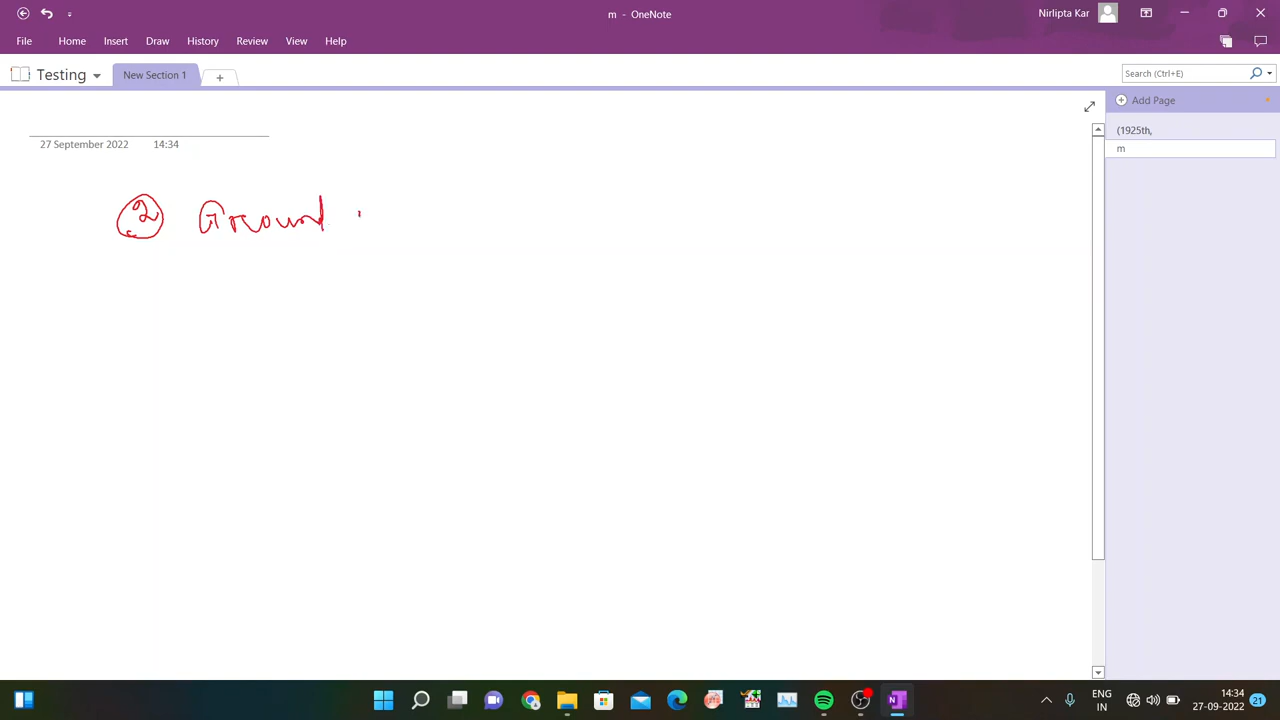 m - OneNote
Nirlipta Kar
File Home Insert Draw History Review View Help
Testing
New Section 1
+
Search (Ctrl+E)
Add Page
(1925th,
m
27 September 2022 14:34
2 Ground
ENG
IN
14:34
27-09-2022
21